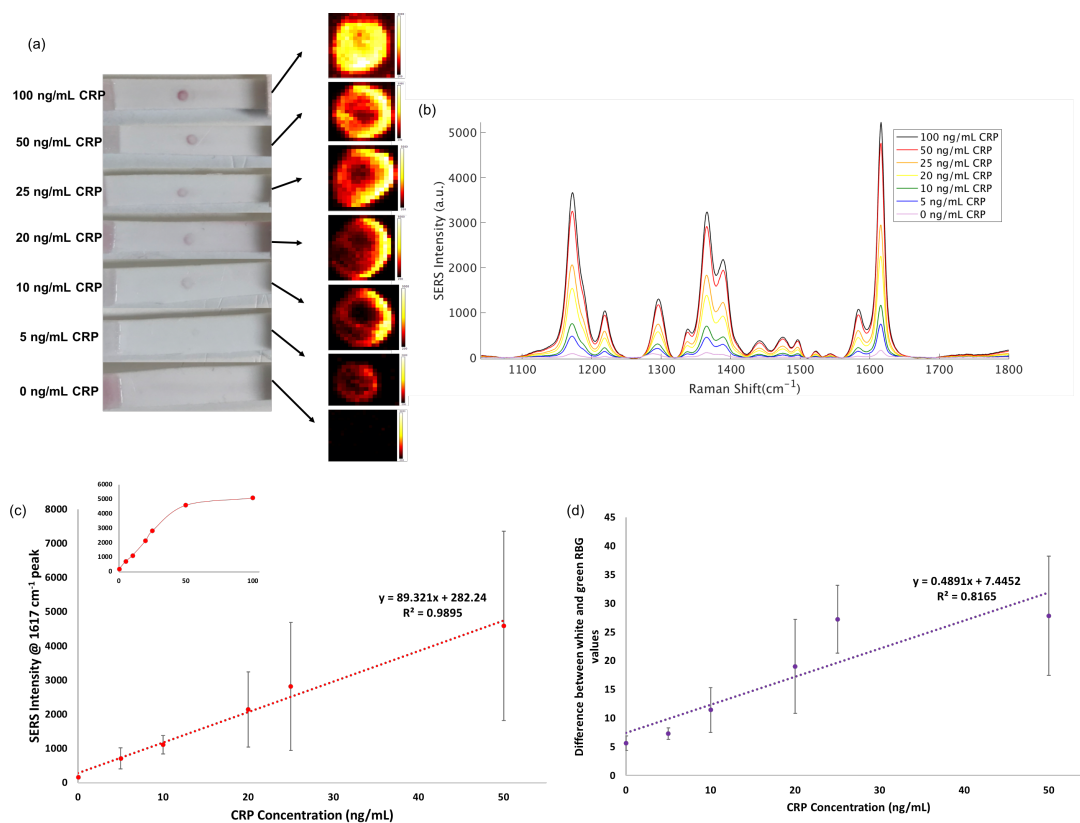 (a)
100 ng/mL CRP
50 ng/mL CRP
25 ng/mL CRP
20 ng/mL CRP
10 ng/mL CRP
5 ng/mL CRP
0 ng/mL CRP
(b)
SERS Intensity (a.u.)
5000
4000
3000
2000
1000
0
1100
1200
1300
1400
1500
1600
1700
1800
Raman Shift(cm⁻¹)
100 ng/mL CRP
50 ng/mL CRP
25 ng/mL CRP
20 ng/mL CRP
10 ng/mL CRP
5 ng/mL CRP
0 ng/mL CRP
(c)
6000
5000
4000
3000
2000
1000
0
0
50
100
SERS Intensity @ 1617 cm⁻¹ peak
8000
7000
6000
5000
4000
3000
2000
1000
0
y = 89.321x + 282.24
R² = 0.9895
0
10
20
30
40
50
CRP Concentration (ng/mL)
(d)
Difference between white and green RBG
values
45
40
35
30
25
20
15
10
5
0
y = 0.4891x + 7.4452
R² = 0.8165
0
10
20
30
40
50
CRP Concentration (ng/mL)